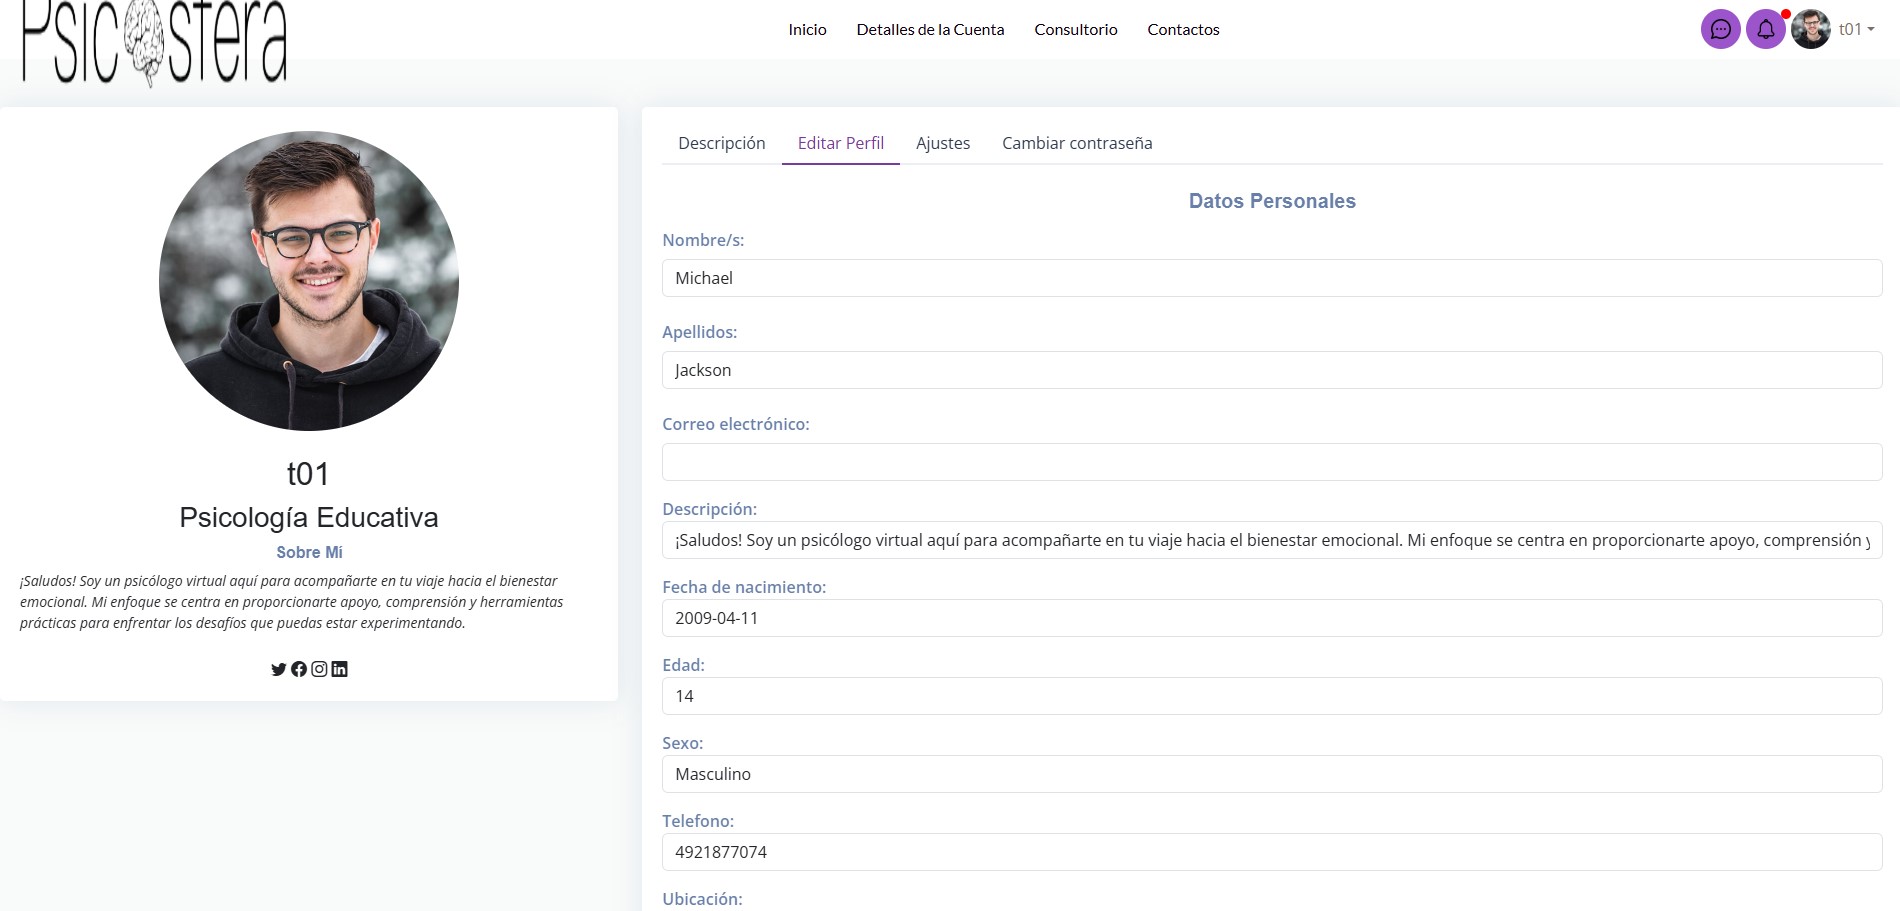 Psicosfera
Inicio Detalles de la Cuenta Consultorio Contactos
t01
t01
Psicología Educativa
Sobre Mí
¡Saludos! Soy un psicólogo virtual aquí para acompañarte en tu viaje hacia el bienestar
emocional. Mi enfoque se centra en proporcionarte apoyo, comprensión y herramientas
prácticas para enfrentar los desafíos que puedas estar experimentando.
Descripción Editar Perfil Ajustes Cambiar contraseña
Datos Personales
Nombre/s:
Michael
Apellidos:
Jackson
Correo electrónico:
Descripción:
¡Saludos! Soy un psicólogo virtual aquí para acompañarte en tu viaje hacia el bienestar emocional. Mi enfoque se centra en proporcionarte apoyo, comprensión y
Fecha de nacimiento:
2009-04-11
Edad:
14
Sexo:
Masculino
Telefono:
4921877074
Ubicación: